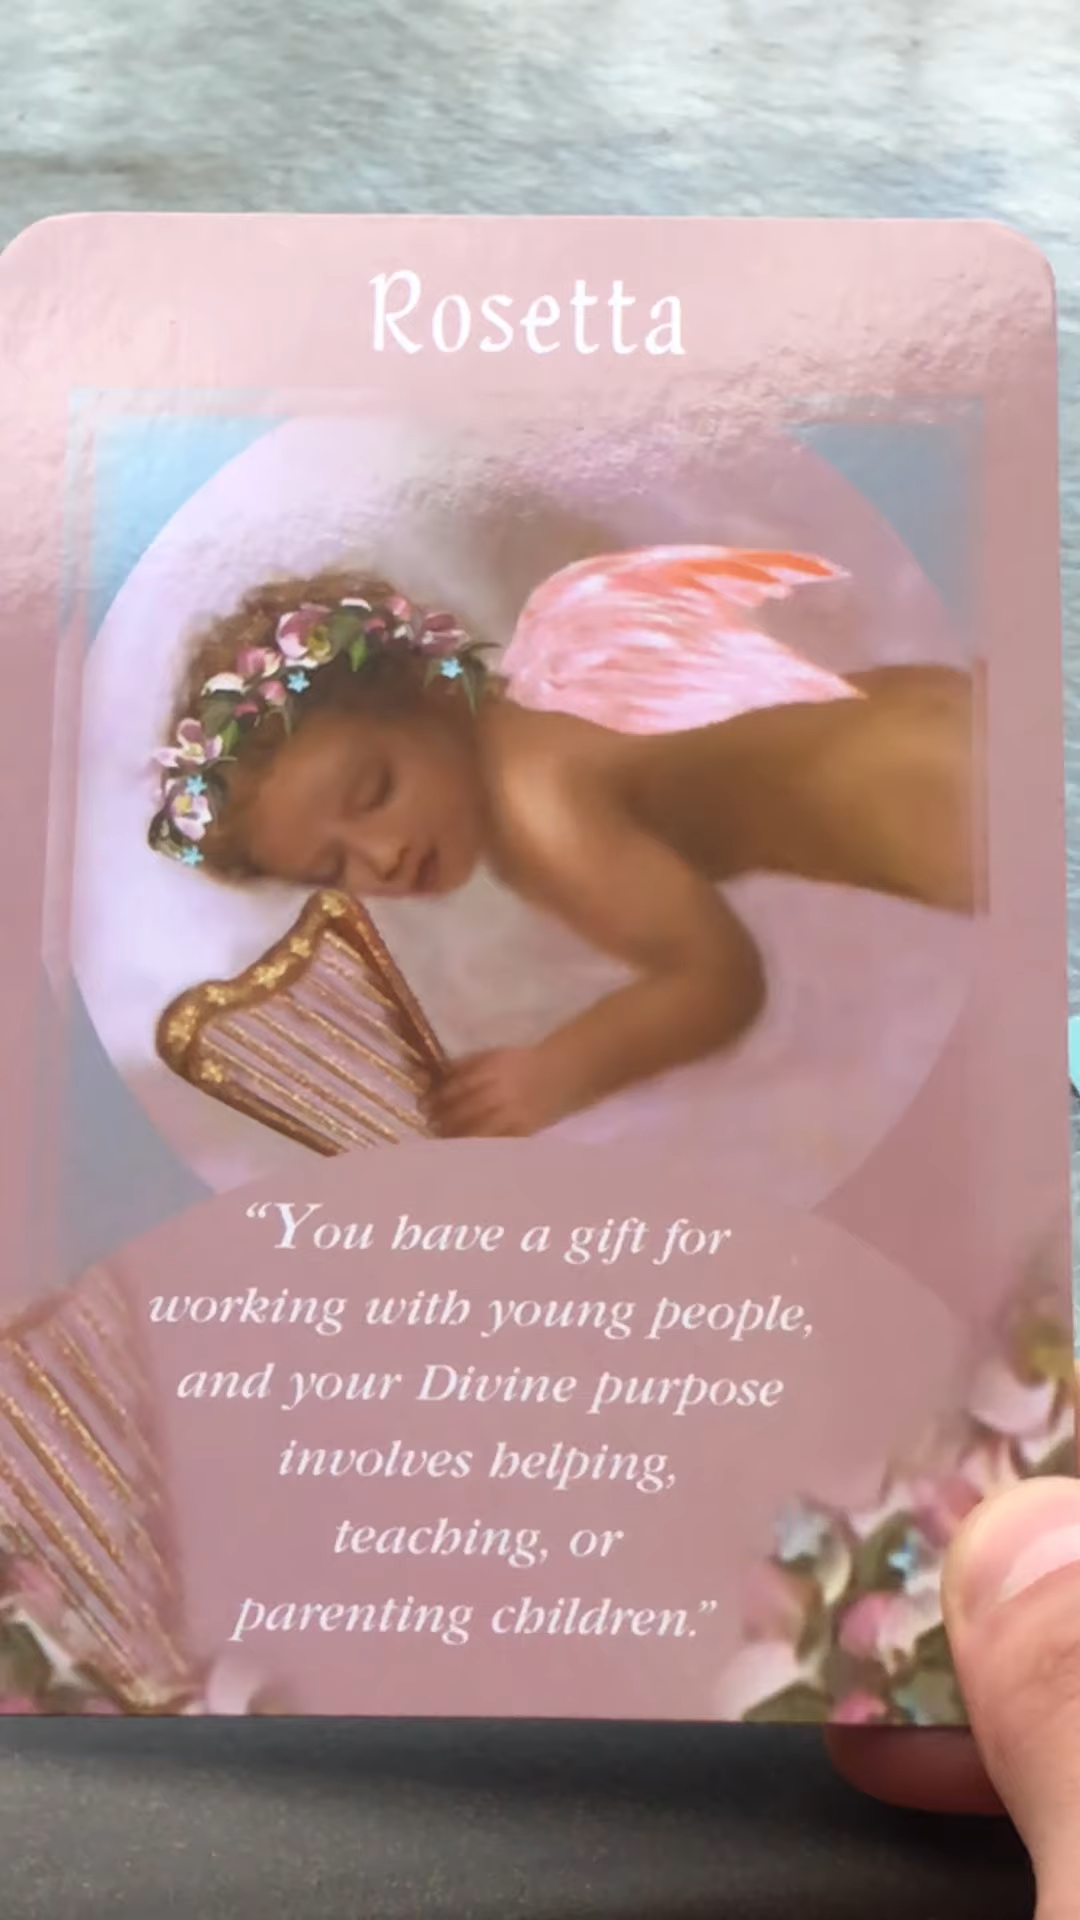 Rosetta
“You have a gift for
working with young people,
and your Divine purpose
involves helping,
teaching, or
parenting children.”